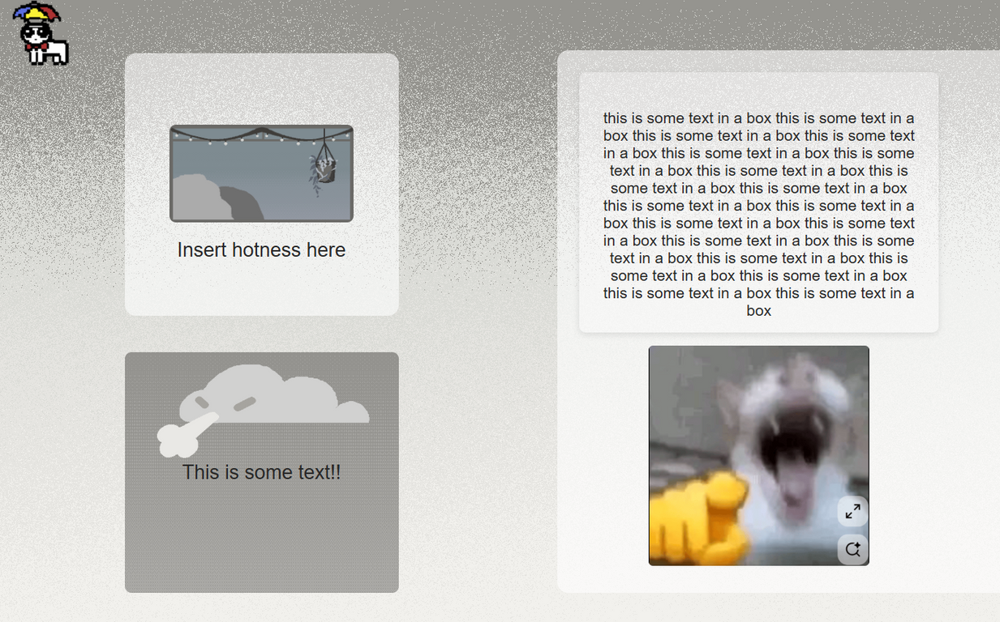 Insert hotness here
This is some text!!
this is some text in a box this is some text in a
box this is some text in a box this is some text
in a box this is some text in a box this is some
text in a box this is some text in a box this is
some text in a box this is some text in a box
this is some text in a box this is some text in a
box this is some text in a box this is some text
in a box this is some text in a box this is some
text in a box this is some text in a box this is
some text in a box this is some text in a box
this is some text in a box this is some text in a
box